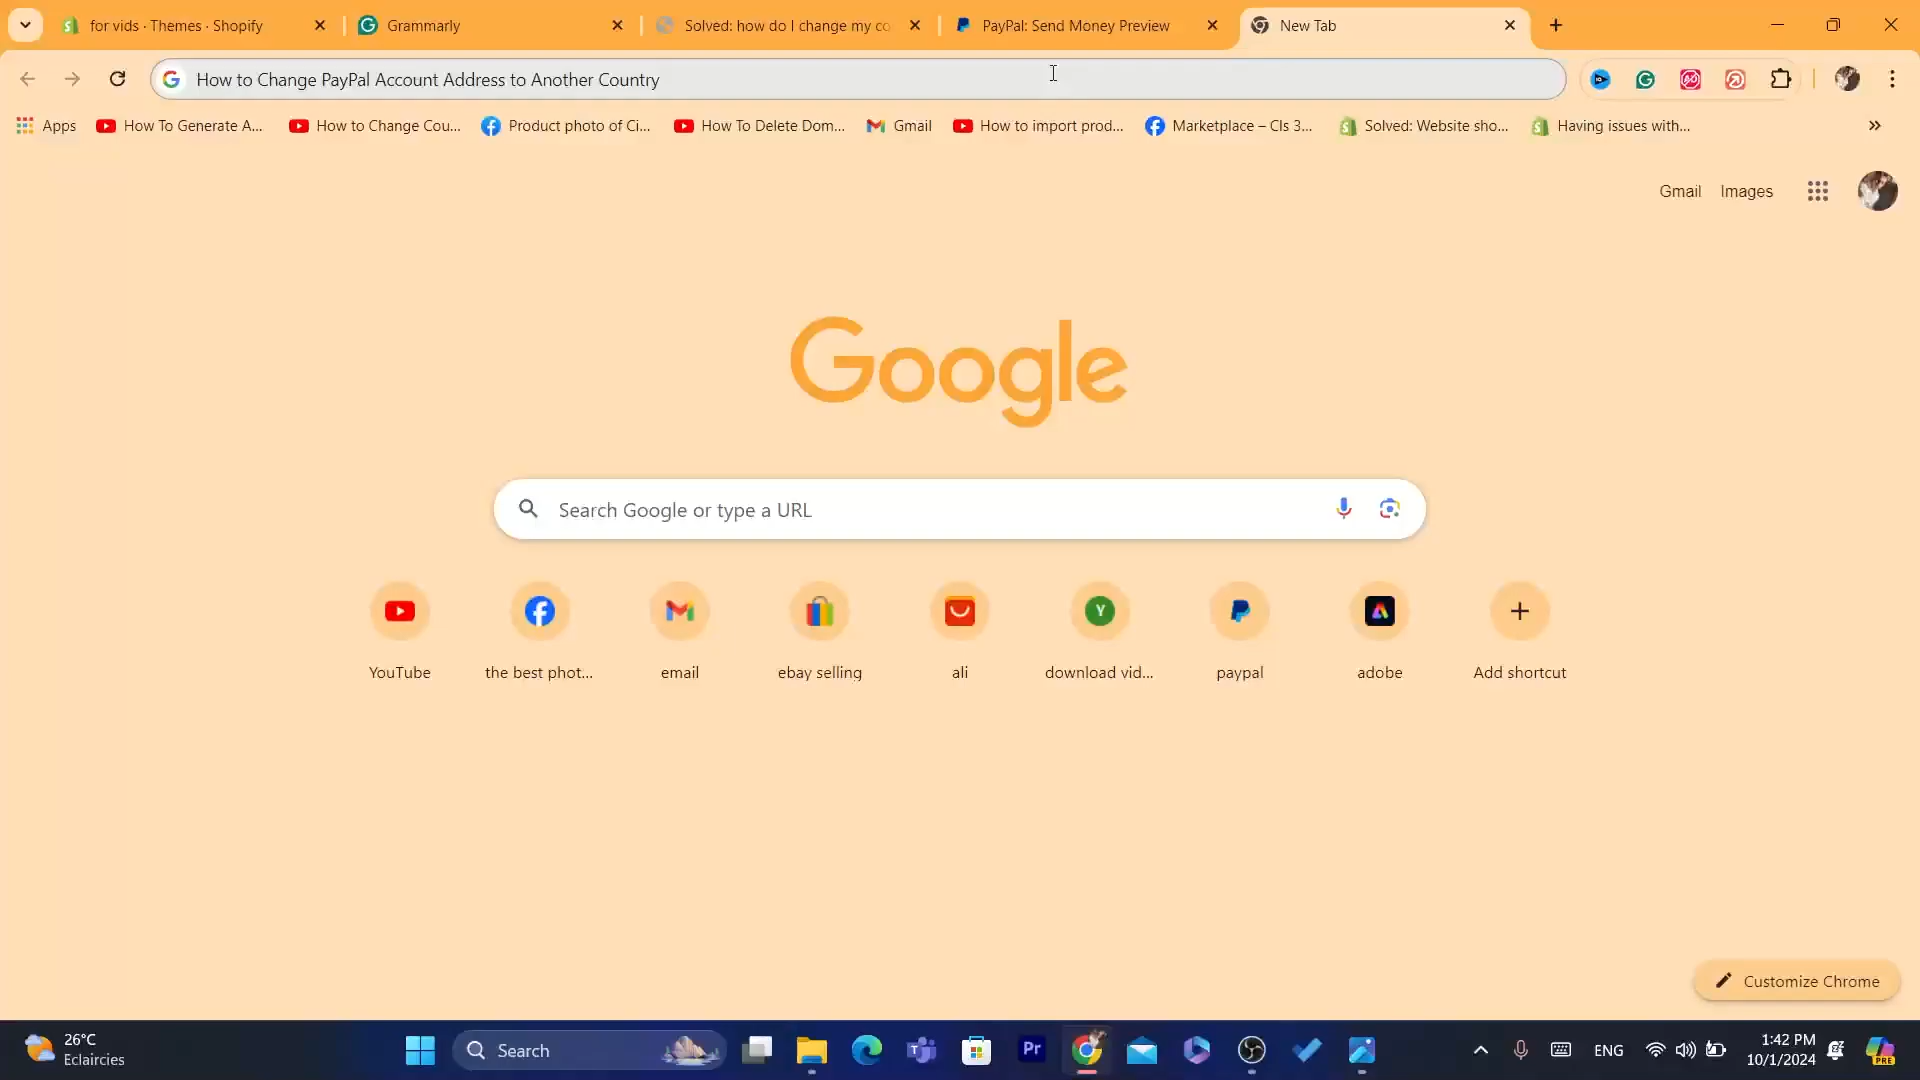 for vids · Themes · Shopify
Grammarly
Solved: how do I change my co
PayPal: Send Money Preview
New Tab
How to Change PayPal Account Address to Another Country
Apps
How To Generate A...
How to Change Cou...
Product photo of Ci...
How To Delete Dom...
Gmail
How to import prod...
Marketplace – Cls 3...
Solved: Website sho...
Having issues with...
Gmail
Images
Google
Search Google or type a URL
Y
YouTube
the best phot...
email
ebay selling
ali
download vid...
paypal
adobe
Add shortcut
Customize Chrome
26°C
Eclaircies
Search
Pr
ENG
1:42 PM
10/1/2024
PRE